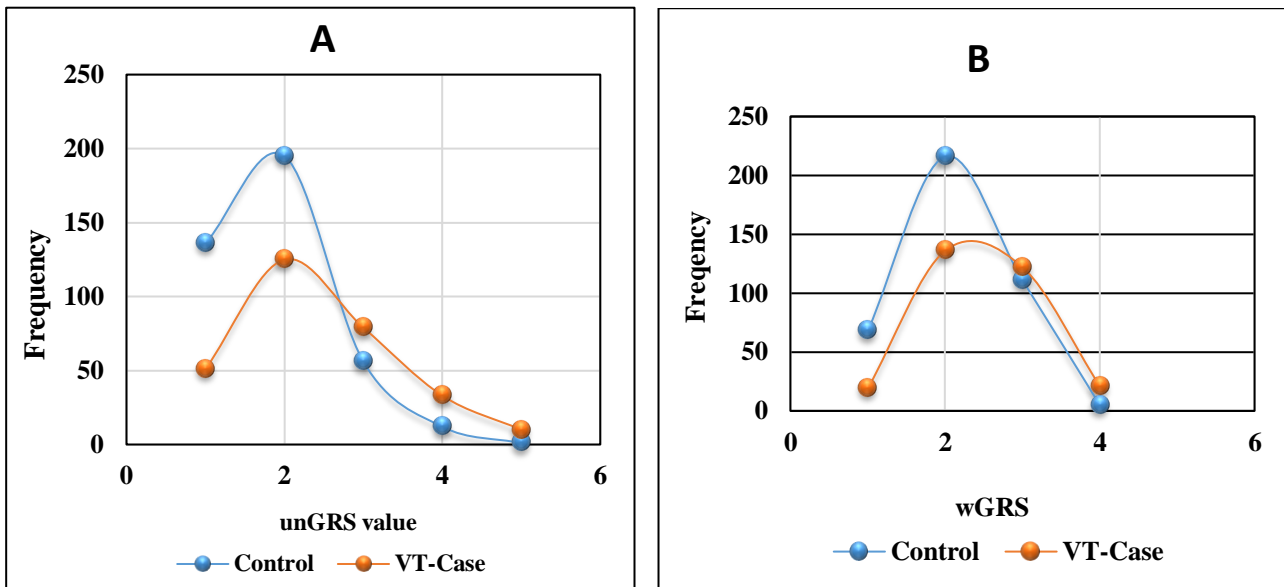 A
250
200
150
100
50
0
Frequency
0 2 4 6
unGRS value
Control VT-Case
B
250
200
150
100
50
0
Freqency
0 2 4 6
wGRS
Control VT-Case